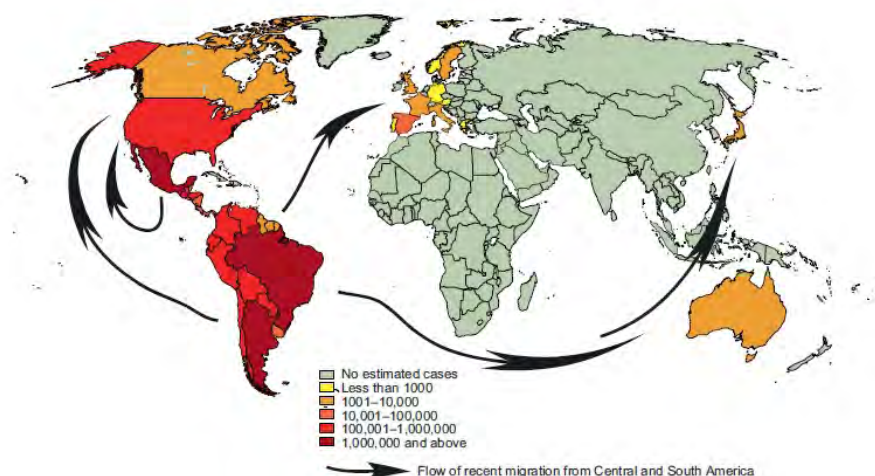 No estimated cases
Less than 1000
1001–10,000
10,001–100,000
100,001–1,000,000
1,000,000 and above
Flow of recent migration from Central and South America